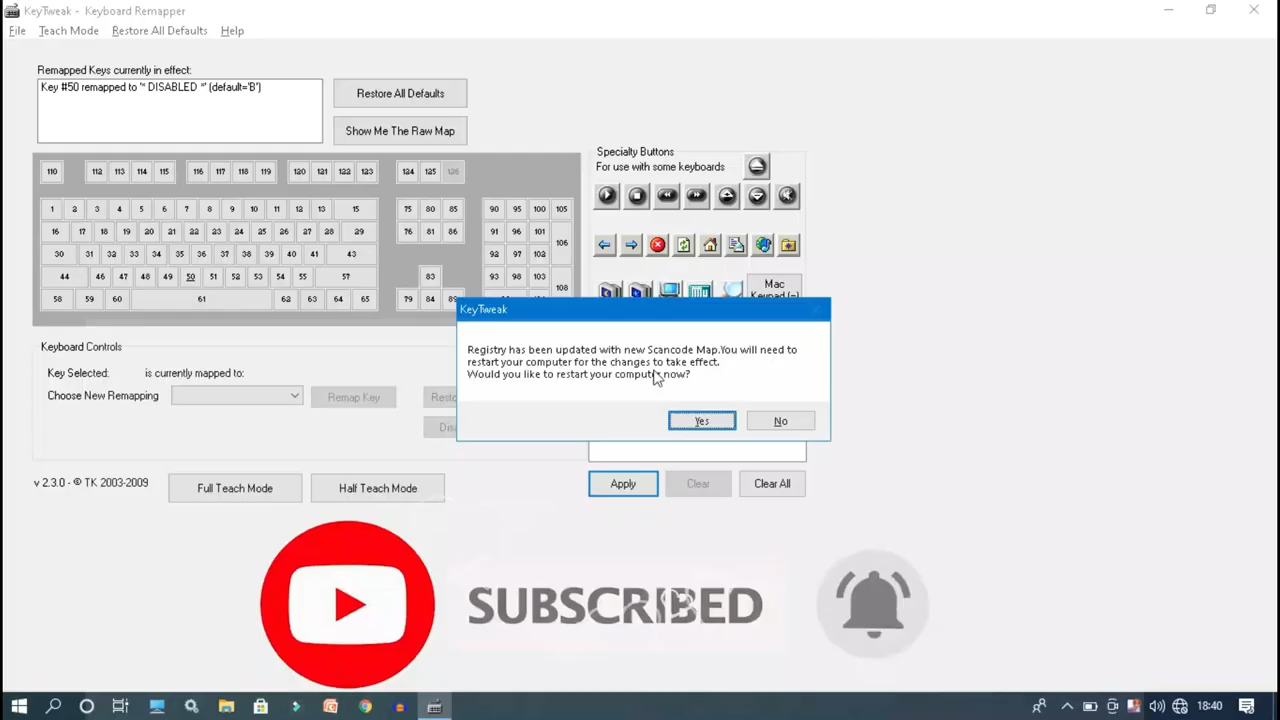 KeyTweak - Keyboard Remapper
File Teach Mode Restore All Defaults Help
Remapped Keys currently in effect:
Key #50 remapped to '* DISABLED *' (default='B')
Restore All Defaults
Show Me The Raw Map
Specialty Buttons
For use with some keyboards
110 112 113 114 115 116 117 118 119 120 121 122 123 124 125 126
1 2 3 4 5 6 7 8 9 10 11 12 13 15 75 80 85 90 95 100 105
16 17 18 19 20 21 22 23 24 25 26 27 28 29 76 81 86 91 96 101
106
30 31 32 33 34 35 36 37 38 39 40 41 43 92 97 102
44 46 47 48 49 50 51 52 53 54 55 57 83 93 98 103
108
58 59 60 61 62 63 64 65 79 84
Mac
Keypad (=)
KeyTweak
Registry has been updated with new Scancode Map.You will need to
restart your computer for the changes to take effect.
Would you like to restart your computer now?
Yes No
Keyboard Controls
Key Selected: is currently mapped to:
Choose New Remapping
Remap Key
v 2.3.0 - © TK 2003-2009
Full Teach Mode
Half Teach Mode
Apply Clear Clear All
SUBSCRIBED
18:40